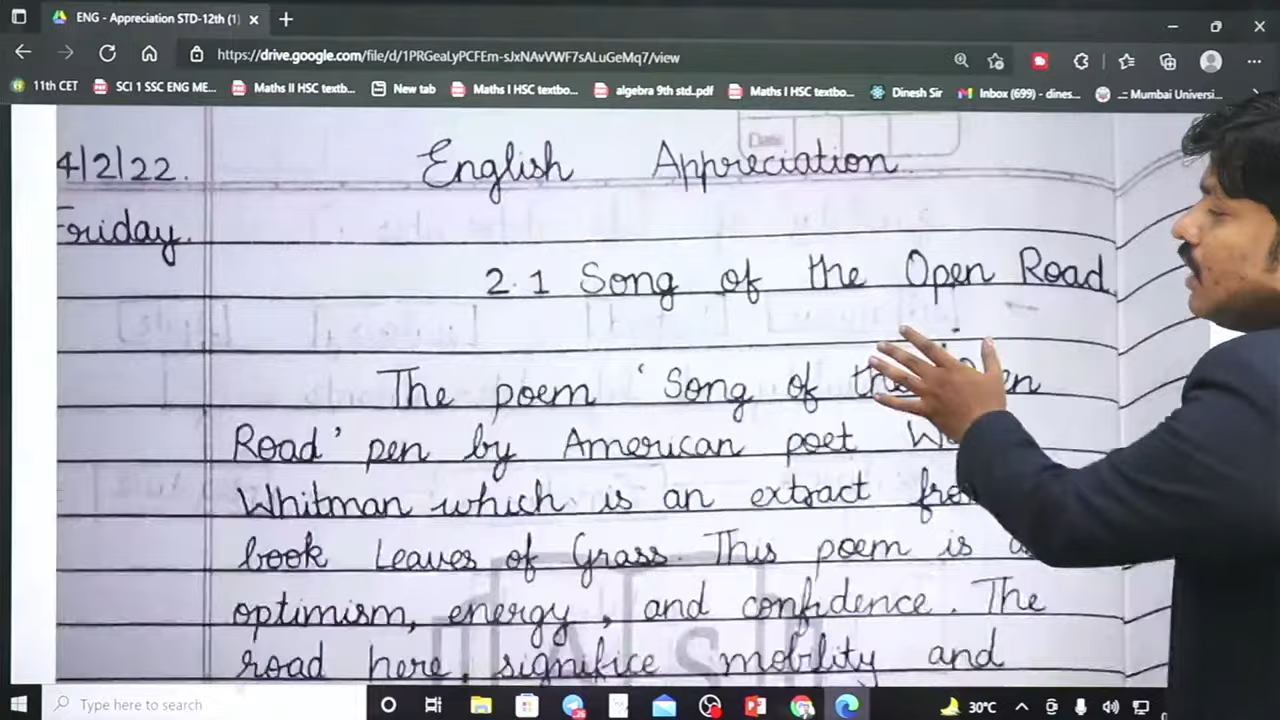 ENG - Appreciation STD-12th (1)
https://drive.google.com/file/d/1PRGeaLyPCFEm-sJxNAvVWF7sALuGeMq7/view
11th CET SCI 1 SSC ENG ME... Maths II HSC textb... New tab Maths I HSC textbo... algebra 9th std..pdf Maths I HSC textbo... Dinesh Sir Inbox (699) - dines... ..:: Mumbai Universi...
Date
4/2/22. English Appreciation
Friday.
2.1 Song of the Open Road
The poem 'Song of the Open
Road' pen by American poet
Whitman which is an extract
book Leaves of Grass. This poem is
optimism, energy, and confidence. The
road here, significe mobility and
Type here to search 30°C